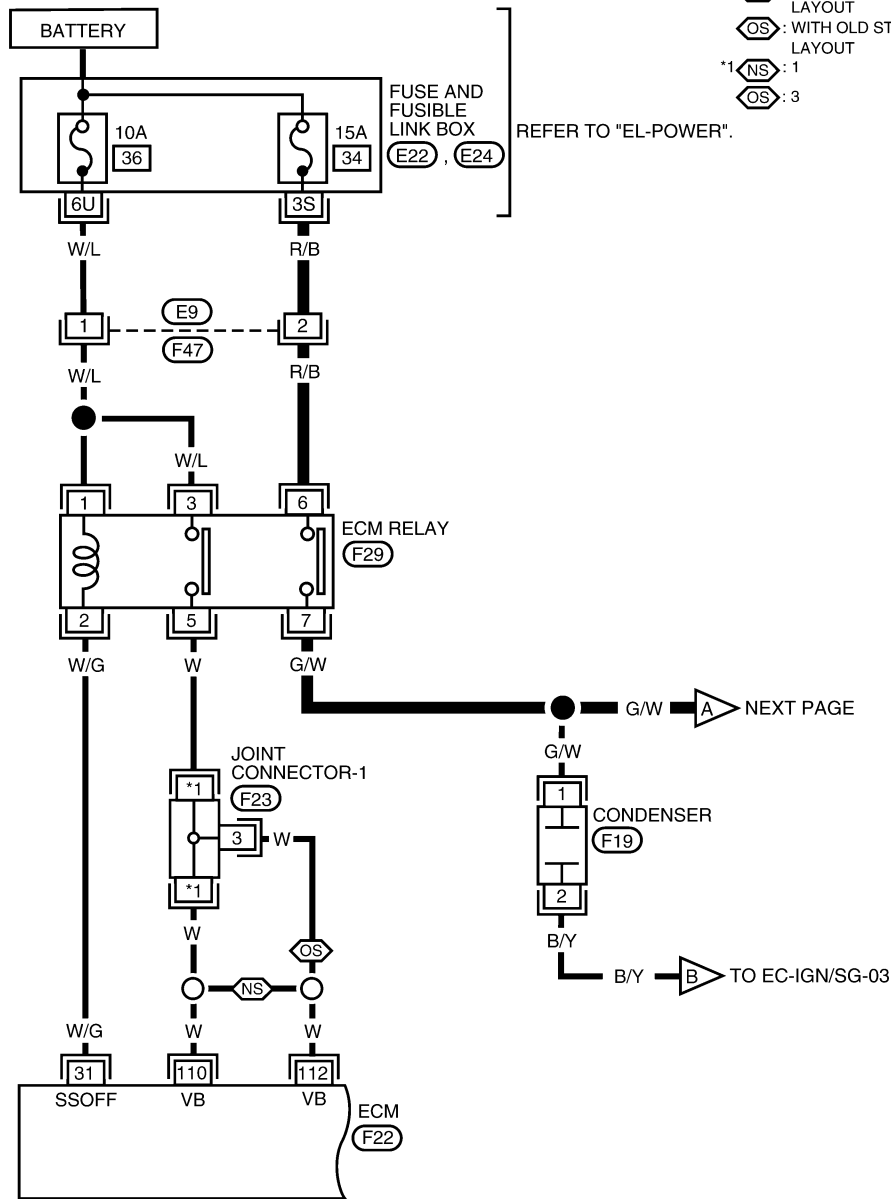 LAYOUT
OS : WITH OLD ST
LAYOUT
*1 NS : 1
OS : 3
BATTERY
FUSE AND
FUSIBLE
LINK BOX
E22 , E24
REFER TO "EL-POWER".
10A
36
15A
34
6U
3S
W/L
R/B
1
E9
2
F47
W/L
R/B
W/L
1
3
6
ECM RELAY
F29
2
5
7
W/G
W
G/W
G/W
A
NEXT PAGE
G/W
JOINT
CONNECTOR-1
F23
*1
3
W
*1
1
CONDENSER
F19
2
W
OS
B/Y
NS
B/Y
B
TO EC-IGN/SG-03
W/G
W
W
31
110
112
SSOFF
VB
VB
ECM
F22